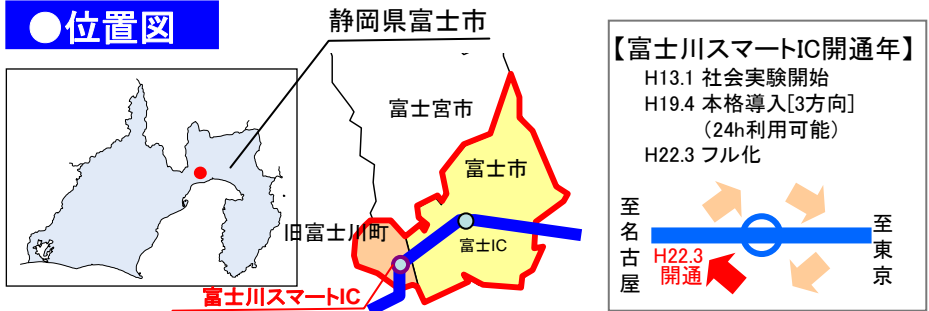 ●位置図
静岡県富士市
富士宮市
富士市
旧富士川町
富士IC
富士川スマートIC
【富士川スマートIC開通年】
H13.1 社会実験開始
H19.4 本格導入[3方向]
（24h利用可能）
H22.3 フル化
至名古屋
至東京
H22.3
開通